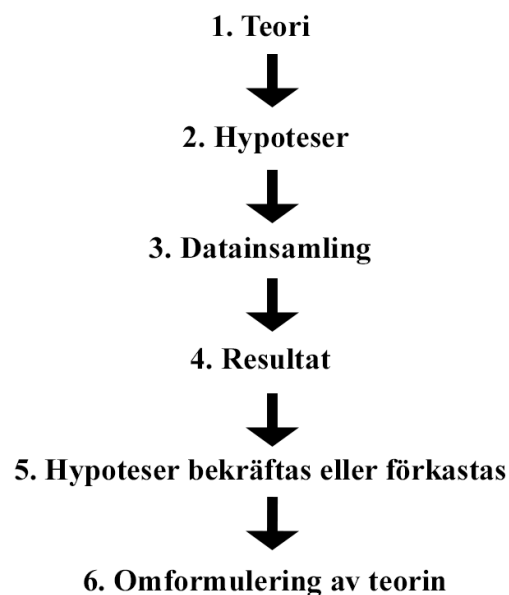 1. Teori
2. Hypoteser
3. Datainsamling
4. Resultat
5. Hypoteser bekräftas eller förkastas
6. Omformulering av teorin